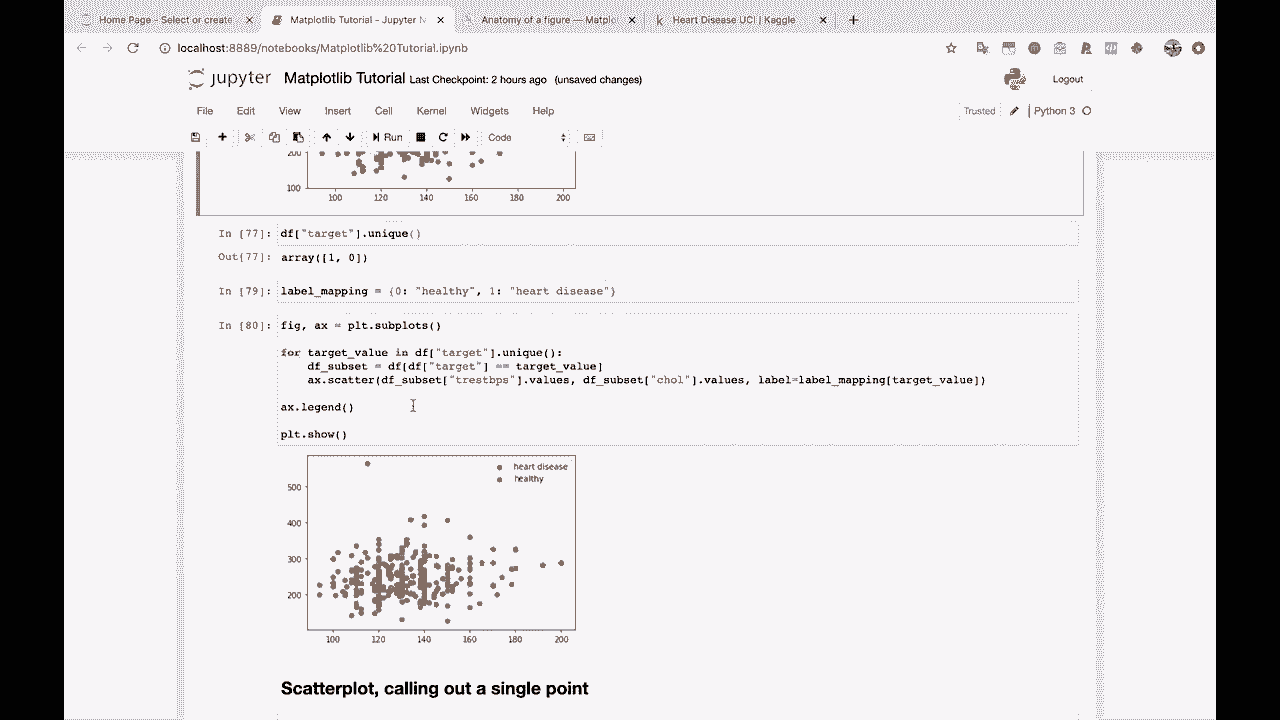 Home Page - Select or create
Matplotlib Tutorial - Jupyter N
Anatomy of a figure — Matplo
Heart Disease UCI | Kaggle
localhost:8889/notebooks/Matplotlib%20Tutorial.ipynb
jupyter Matplotlib Tutorial Last Checkpoint: 2 hours ago (unsaved changes)
Logout
File Edit View Insert Cell Kernel Widgets Help
Trusted Python 3
Run Code
200
100
100 120 140 160 180 200
In [77]: df["target"].unique()
Out[77]: array([1, 0])
In [79]: label_mapping = {0: "healthy", 1: "heart disease"}
In [80]: fig, ax = plt.subplots()
for target_value in df["target"].unique():
    df_subset = df[df["target"] == target_value]
    ax.scatter(df_subset["trestbps"].values, df_subset["chol"].values, label=label_mapping[target_value])
ax.legend()
plt.show()
heart disease
healthy
500
400
300
200
100 120 140 160 180 200
Scatterplot, calling out a single point